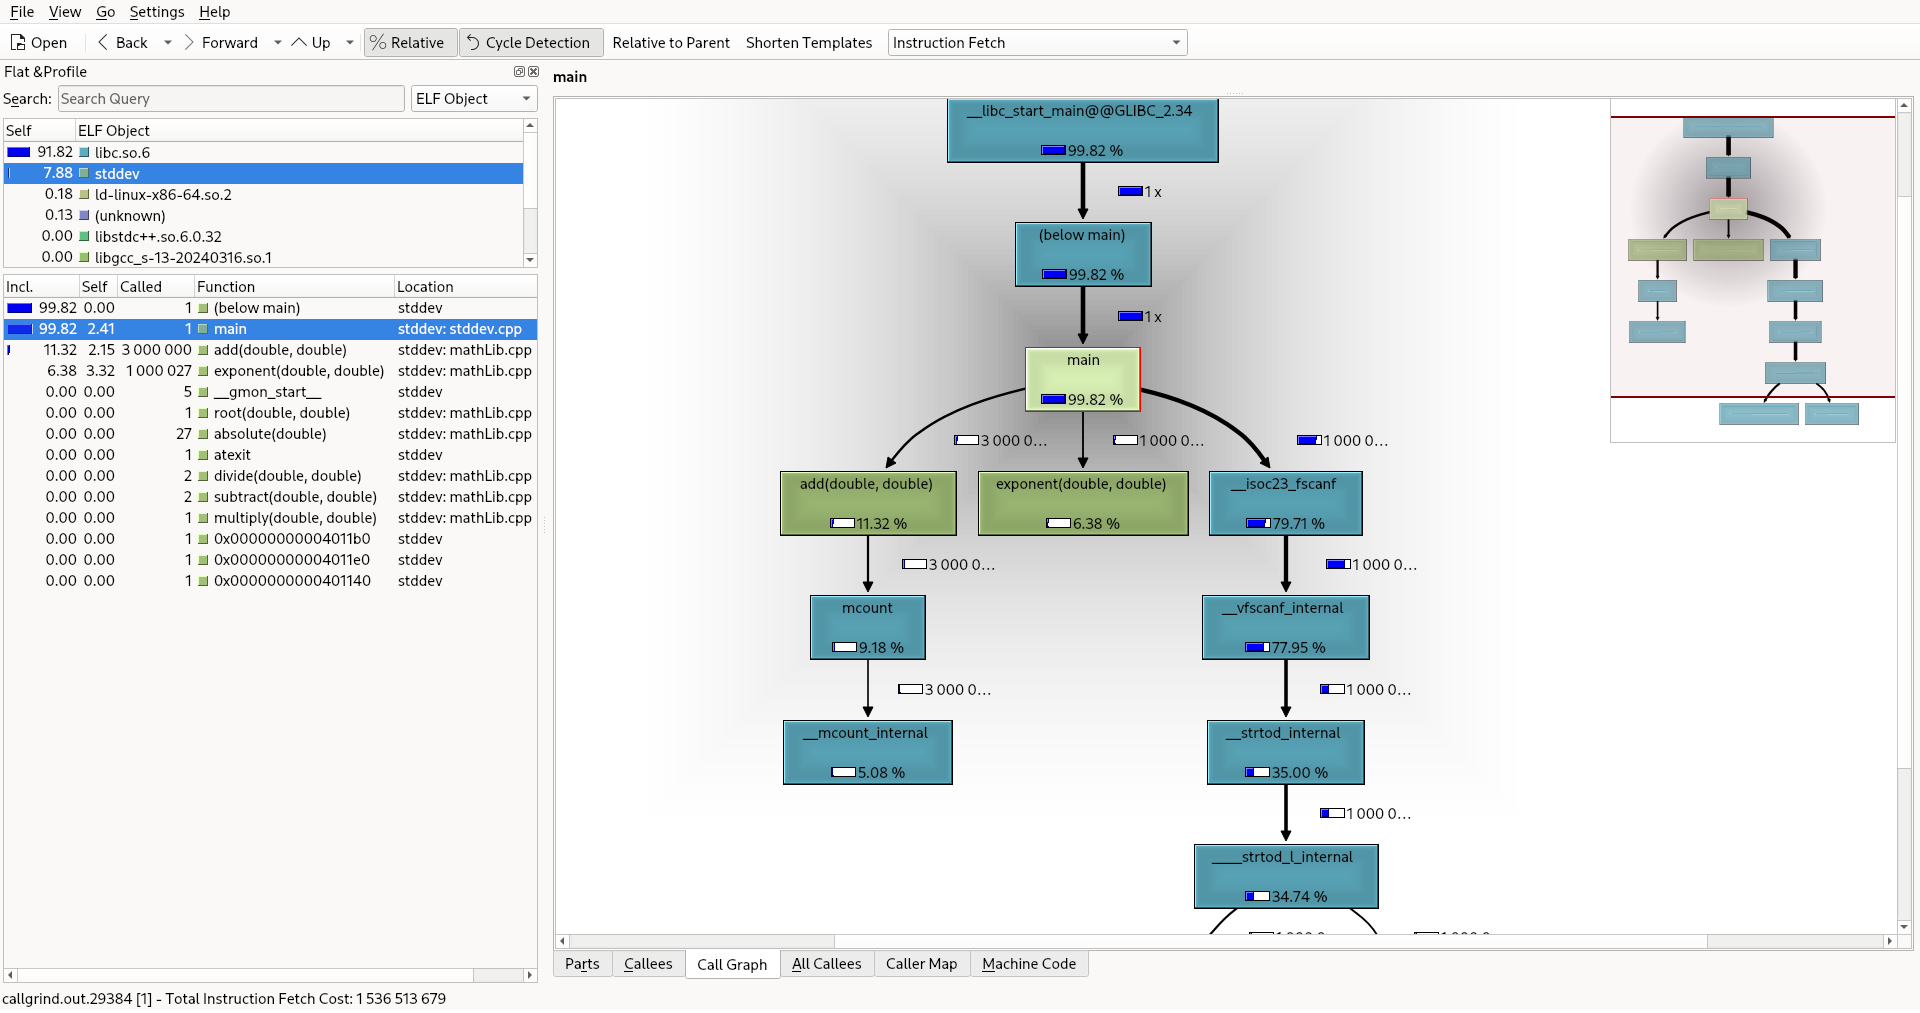 File View Go Settings Help
Open Back Forward Up Relative Cycle Detection Relative to Parent Shorten Templates Instruction Fetch
Flat &Profile
Search: Search Query ELF Object
Self ELF Object
91.82 libc.so.6
7.88 stddev
0.18 ld-linux-x86-64.so.2
0.13 (unknown)
0.00 libstdc++.so.6.0.32
0.00 libgcc_s-13-20240316.so.1
Incl. Self Called Function Location
99.82 0.00 1 (below main) stddev
99.82 2.41 1 main stddev: stddev.cpp
11.32 2.15 3 000 000 add(double, double) stddev: mathLib.cpp
6.38 3.32 1 000 027 exponent(double, double) stddev: mathLib.cpp
0.00 0.00 5 __gmon_start__ stddev
0.00 0.00 1 root(double, double) stddev: mathLib.cpp
0.00 0.00 27 absolute(double) stddev: mathLib.cpp
0.00 0.00 1 atexit stddev
0.00 0.00 2 divide(double, double) stddev: mathLib.cpp
0.00 0.00 2 subtract(double, double) stddev: mathLib.cpp
0.00 0.00 1 multiply(double, double) stddev: mathLib.cpp
0.00 0.00 1 0x00000000004011b0 stddev
0.00 0.00 1 0x00000000004011e0 stddev
0.00 0.00 1 0x0000000000401140 stddev
main
__libc_start_main@@GLIBC_2.34
99.82 %
1 x
(below main)
99.82 %
1 x
main
99.82 %
3 000 0... 1 000 0... 1 000 0...
add(double, double) exponent(double, double) __isoc23_fscanf
11.32 % 6.38 % 79.71 %
3 000 0... 1 000 0...
mcount __vfscanf_internal
9.18 % 77.95 %
3 000 0... 1 000 0...
__mcount_internal __strtod_internal
5.08 % 35.00 %
1 000 0...
____strtod_l_internal
34.74 %
Parts Callees Call Graph All Callees Caller Map Machine Code
callgrind.out.29384 [1] - Total Instruction Fetch Cost: 1 536 513 679